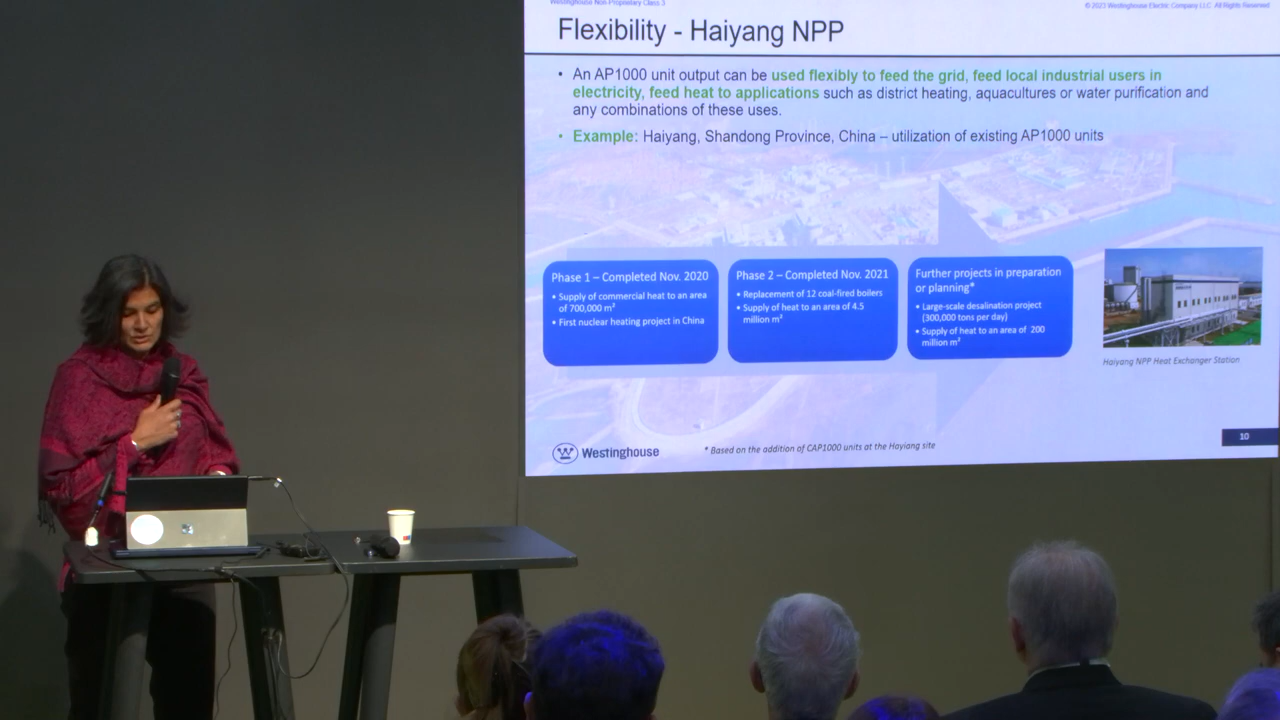 Westinghouse Non-Proprietary Class 3
© 2023 Westinghouse Electric Company LLC. All Rights Reserved
Flexibility - Haiyang NPP
• An AP1000 unit output can be used flexibly to feed the grid, feed local industrial users in
electricity, feed heat to applications such as district heating, aquacultures or water purification and
any combinations of these uses.
• Example: Haiyang, Shandong Province, China – utilization of existing AP1000 units
Phase 1 – Completed Nov. 2020
• Supply of commercial heat to an area
of 700,000 m²
• First nuclear heating project in China
Phase 2 – Completed Nov. 2021
• Replacement of 12 coal-fired boilers
• Supply of heat to an area of 4.5
million m²
Further projects in preparation
or planning*
• Large-scale desalination project
(300,000 tons per day)
• Supply of heat to an area of 200
million m²
Haiyang NPP Heat Exchanger Station
10
Westinghouse
* Based on the addition of CAP1000 units at the Hayiang site